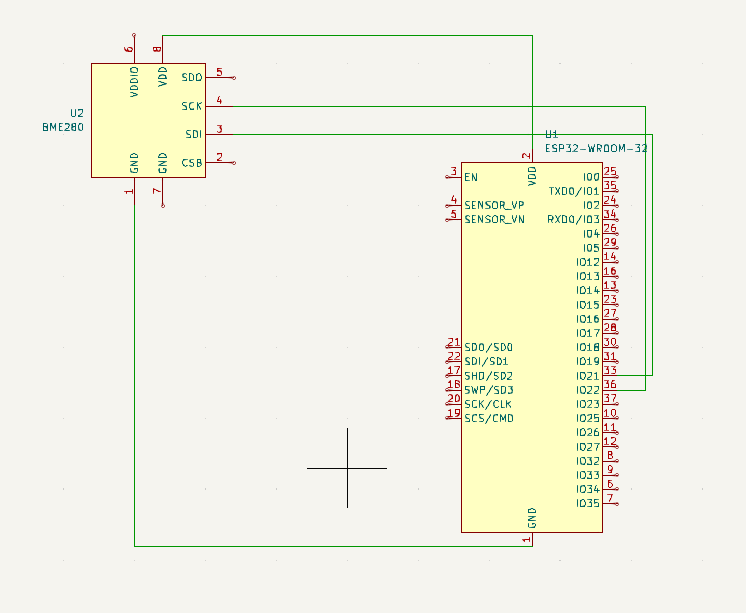 6
8
VDDIO
VDD
SDO 5
SCK 4
SDI 3
CSB 2
GND
GND
1
7
U2
BME280
U1
ESP32-WROOM-32
2
VDD
3 EN
4 SENSOR_VP
5 SENSOR_VN
21 SDO/SD0
22 SDI/SD1
17 SHD/SD2
18 SWP/SD3
20 SCK/CLK
19 SCS/CMD
IO0 25
TXD0/IO1 35
IO2 24
RXD0/IO3 34
IO4 26
IO5 29
IO12 14
IO13 16
IO14 13
IO15 23
IO16 27
IO17 28
IO18 30
IO19 31
IO21 33
IO22 36
IO23 37
IO25 10
IO26 11
IO27 12
IO32 8
IO33 9
IO34 6
IO35 7
GND
1